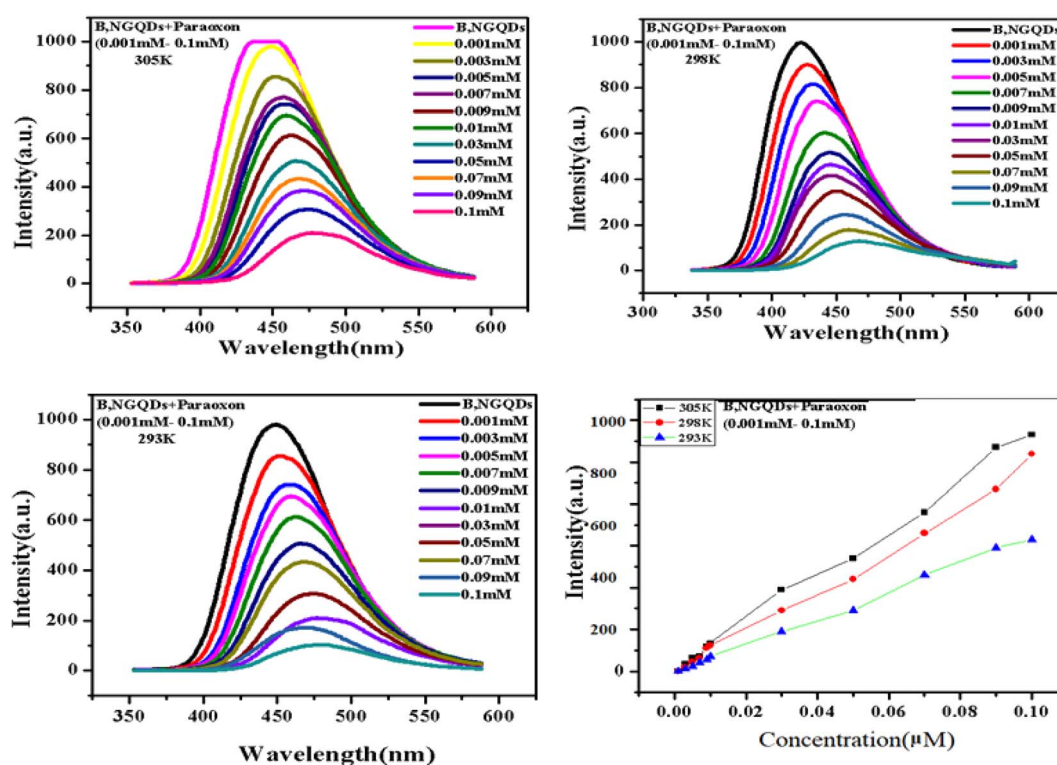 B,NGQDs+Paraoxon
(0.001mM- 0.1mM)
305K
B,NGQDs
0.001mM
0.003mM
0.005mM
0.007mM
0.009mM
0.01mM
0.03mM
0.05mM
0.07mM
0.09mM
0.1mM
1000
800
600
400
200
0
Intensity(a.u.)
350 400 450 500 550 600
Wavelength(nm)
B,NGQDs+Paraoxon
(0.001mM- 0.1mM)
298K
B,NGQDs
0.001mM
0.003mM
0.005mM
0.007mM
0.009mM
0.01mM
0.03mM
0.05mM
0.07mM
0.09mM
0.1mM
1000
800
600
400
200
0
Intensity(a.u.)
300 350 400 450 500 550 600
Wavelength(nm)
B,NGQDs+Paraoxon
(0.001mM- 0.1mM)
293K
B,NGQDs
0.001mM
0.003mM
0.005mM
0.007mM
0.009mM
0.01mM
0.03mM
0.05mM
0.07mM
0.09mM
0.1mM
1000
800
600
400
200
0
Intensity(a.u.)
350 400 450 500 550 600
Wavelength(nm)
305K
298K
293K
B,NGQDs+Paraoxon
(0.001mM- 0.1mM)
1000
800
600
400
200
0
Intensity(a.u.)
0.00 0.02 0.04 0.06 0.08 0.10
Concentration(µM)